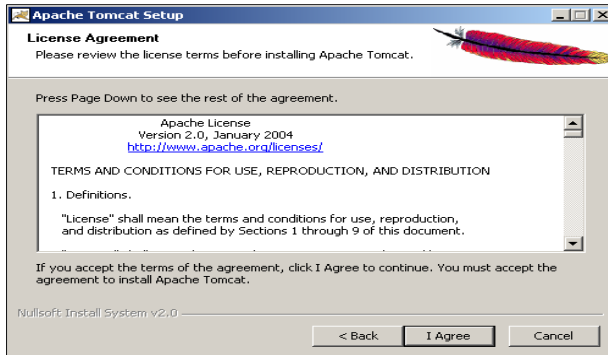 Apache Tomcat Setup
License Agreement
Please review the license terms before installing Apache Tomcat.
Press Page Down to see the rest of the agreement.
Apache License
Version 2.0, January 2004
http://www.apache.org/licenses/
TERMS AND CONDITIONS FOR USE, REPRODUCTION, AND DISTRIBUTION
1. Definitions.
"License" shall mean the terms and conditions for use, reproduction,
and distribution as defined by Sections 1 through 9 of this document.
If you accept the terms of the agreement, click I Agree to continue. You must accept the
agreement to install Apache Tomcat.
Nullsoft Install System v2.0
< Back I Agree Cancel